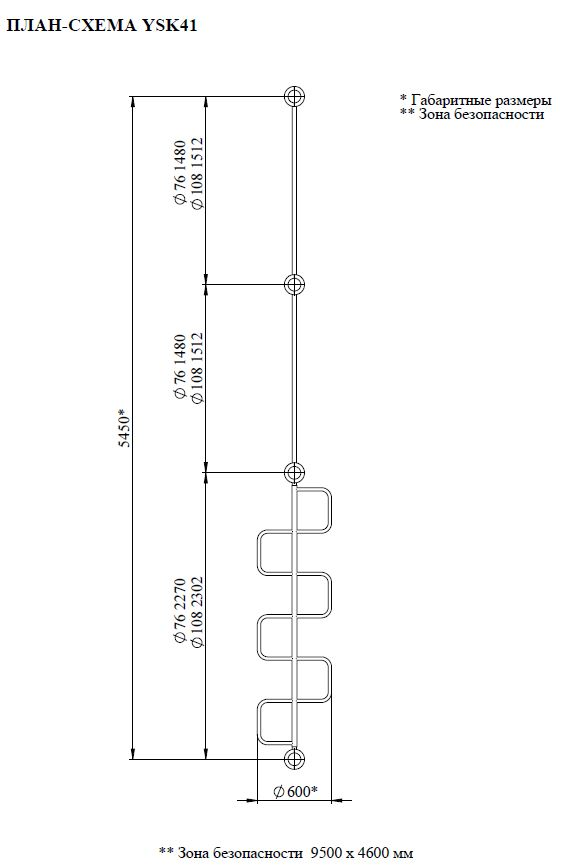 ПЛАН-СХЕМА YSK41
* Габаритные размеры
** Зона безопасности
Ø76 1480
Ø108 1512
Ø76 1480
Ø108 1512
5450*
Ø76 2270
Ø108 2302
Ø600*
** Зона безопасности 9500 x 4600 мм